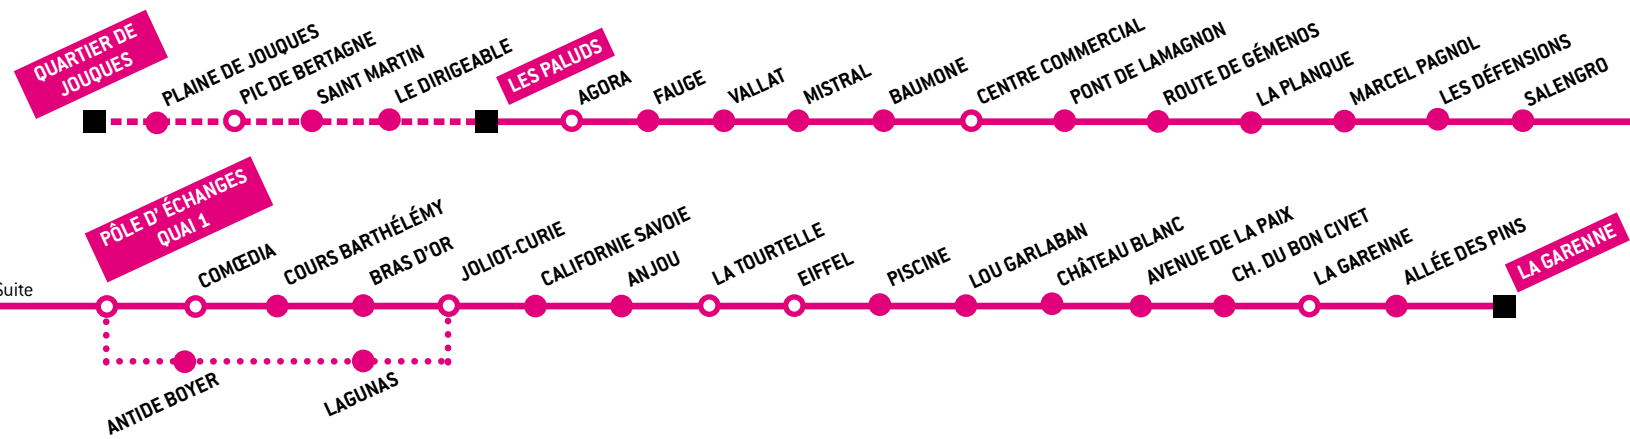 QUARTIER DE
JOUQUES
PLAINE DE JOUQUES
PIC DE BERTAGNE
SAINT MARTIN
LE DIRIGEABLE
LES PALUDS
AGORA
FAUGE
VALLAT
MISTRAL
BAUMONE
CENTRE COMMERCIAL
PONT DE LAMAGNON
ROUTE DE GÉMENOS
LA PLANQUE
MARCEL PAGNOL
LES DÉFENSIONS
SALENGRO
Suite
PÔLE D' ÉCHANGES
QUAI 1
COMŒDIA
COURS BARTHÉLÉMY
BRAS D'OR
JOLIOT-CURIE
CALIFORNIE SAVOIE
ANJOU
LA TOURTELLE
EIFFEL
PISCINE
LOU GARLABAN
CHÂTEAU BLANC
AVENUE DE LA PAIX
CH. DU BON CIVET
LA GARENNE
ALLÉE DES PINS
LA GARENNE
ANTIDE BOYER
LAGUNAS